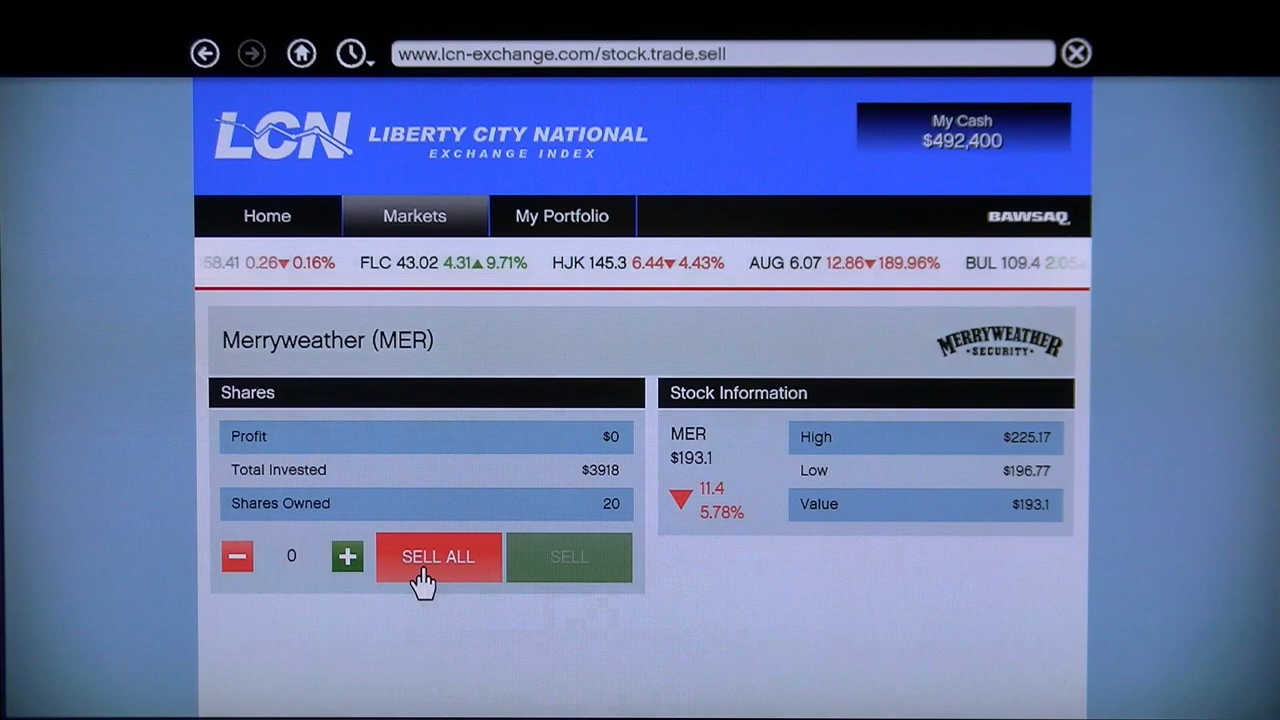 www.lcn-exchange.com/stock.trade.sell
LCN LIBERTY CITY NATIONAL
EXCHANGE INDEX
My Cash
$492,400
Home Markets My Portfolio BAWSAQ
58.41 0.26▼0.16% FLC 43.02 4.31▲9.71% HJK 145.3 6.44▼4.43% AUG 6.07 12.86▼189.96% BUL 109.4 2.05
Merryweather (MER)
MERRYWEATHER
·SECURITY·
Shares
Profit $0
Total Invested $3918
Shares Owned 20
0
SELL ALL
SELL
Stock Information
MER
$193.1
▼ 11.4
5.78%
High $225.17
Low $196.77
Value $193.1